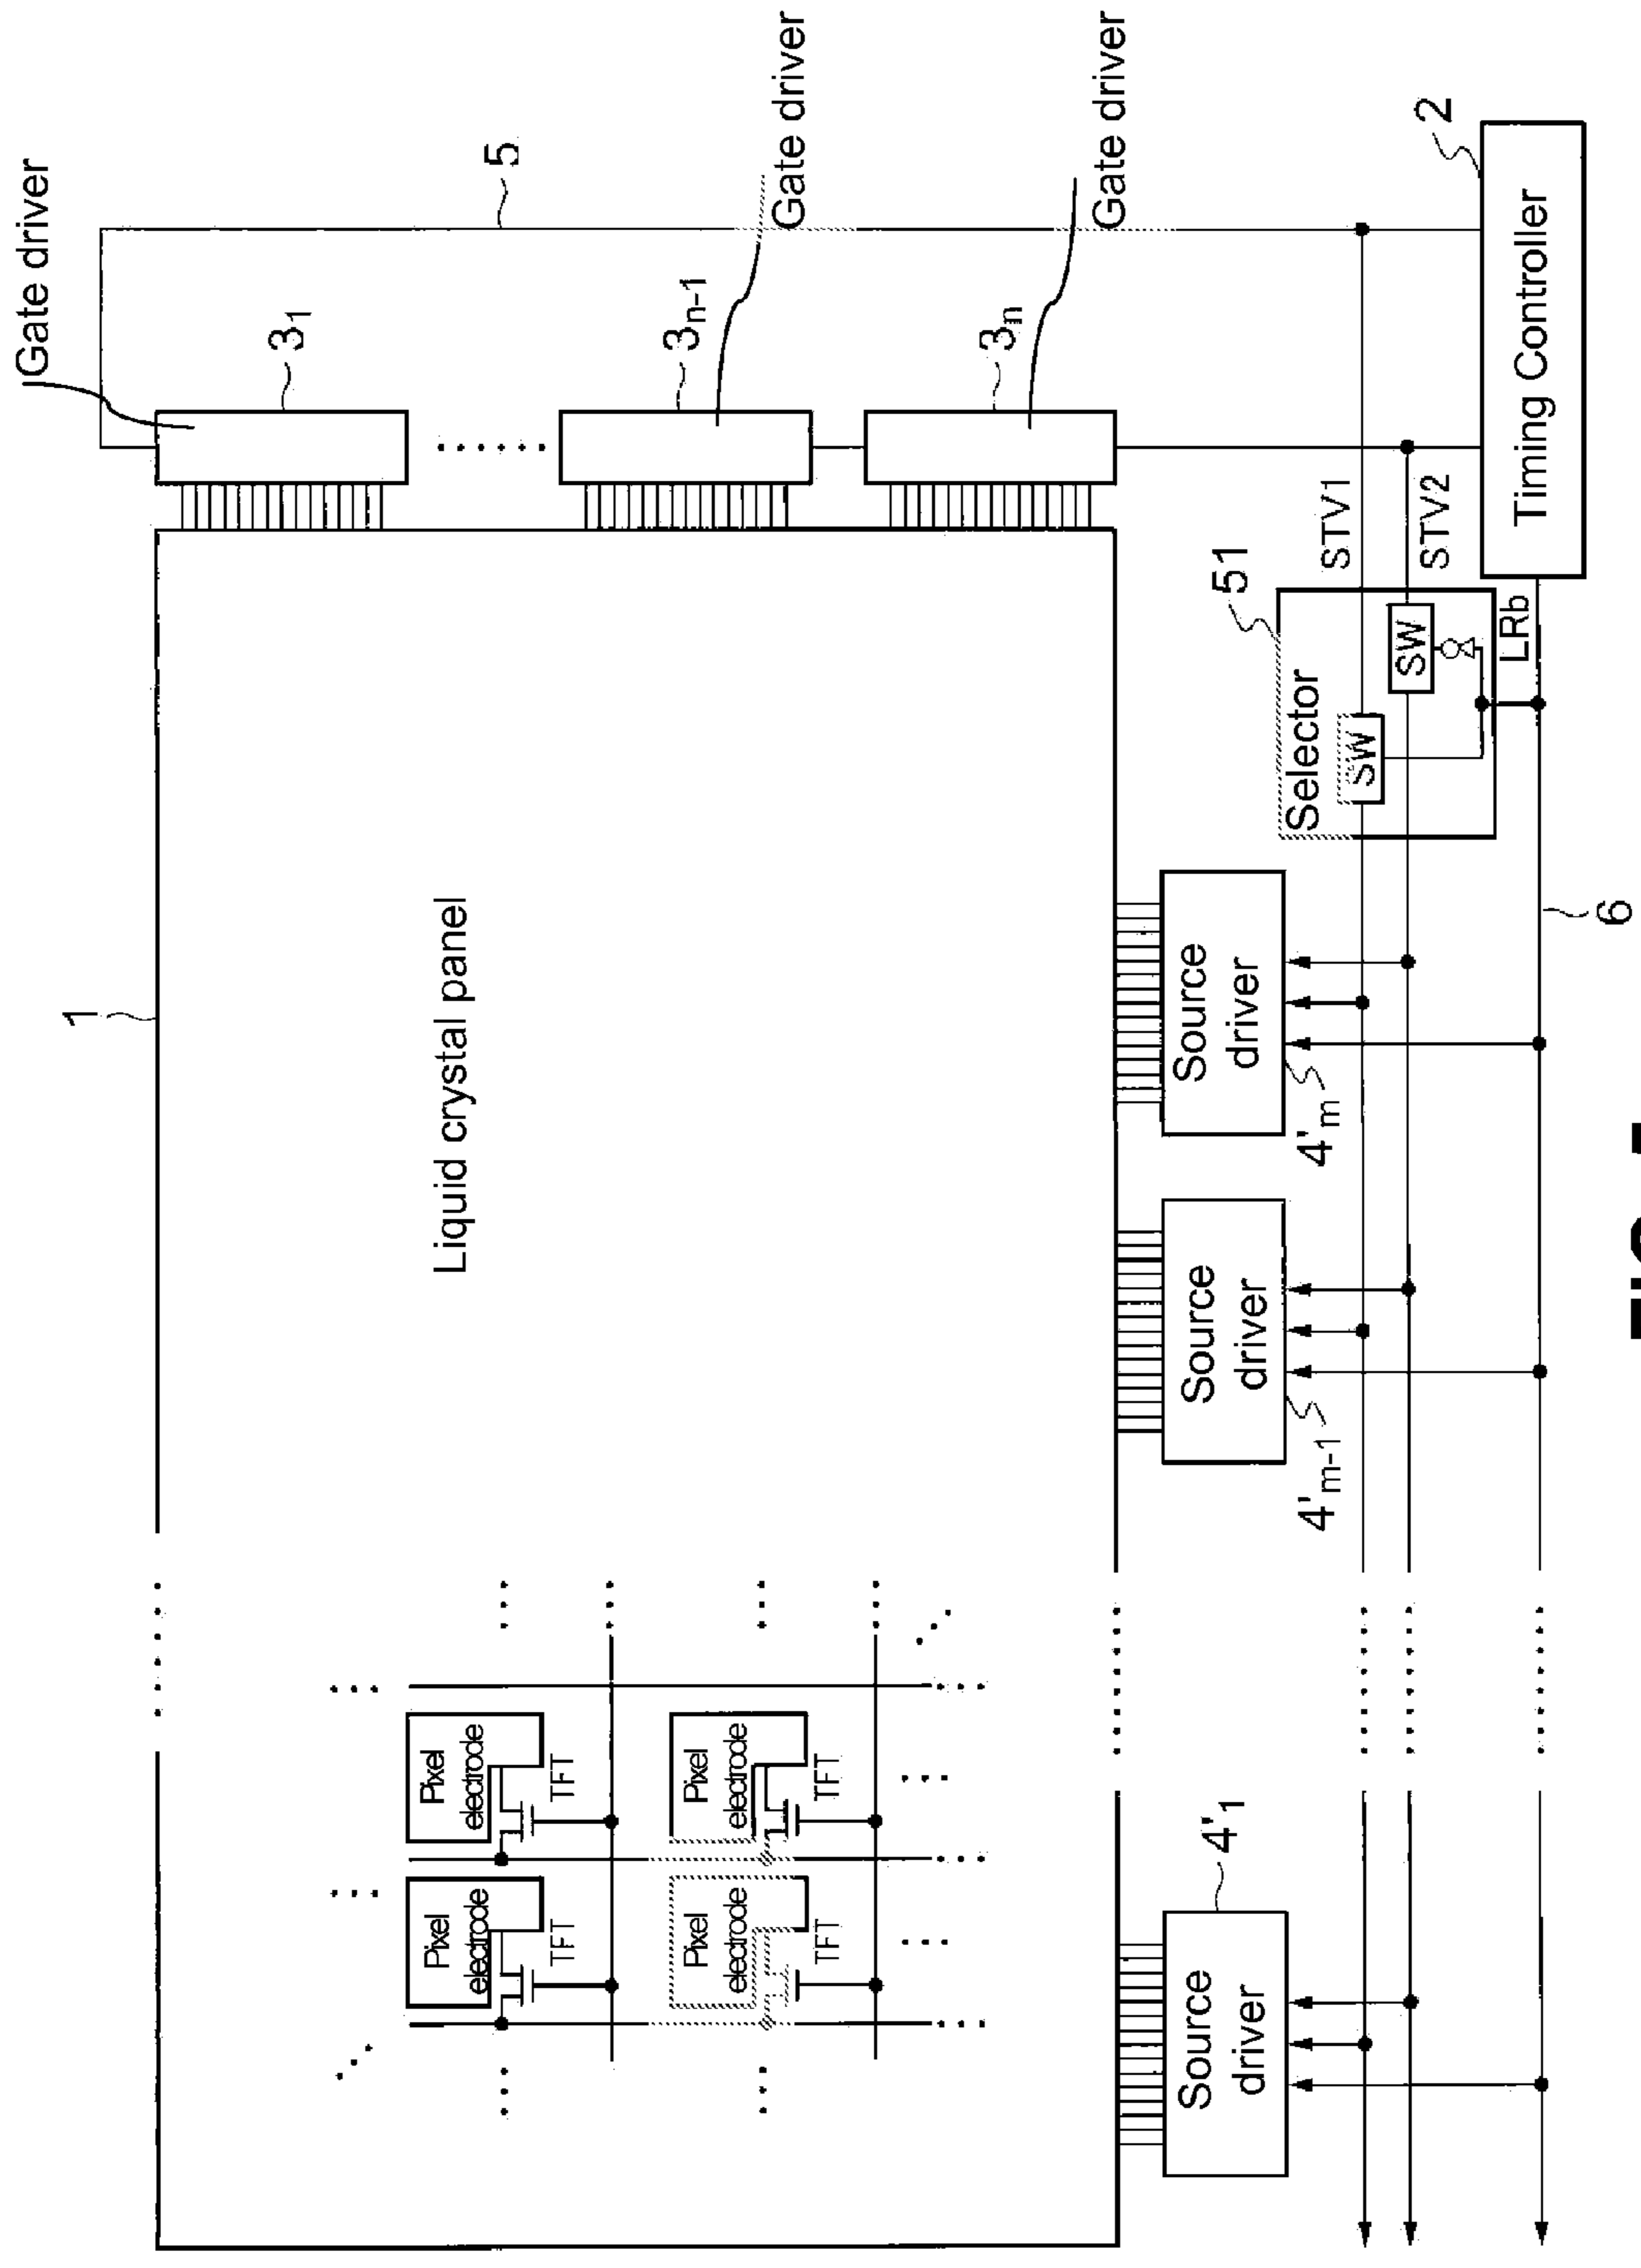 Gate driver
5
3₁
Gate driver
3ₙ₋₁
Gate driver
3ₙ
1
Liquid crystal panel
Pixel
electrode
TFT
Pixel
electrode
TFT
Pixel
electrode
TFT
Pixel
electrode
TFT
Source
driver
4'₁
Source
driver
4'ₘ₋₁
Source
driver
4'ₘ
51
Selector
SW
SW
STV1
STV2
LRb
2
Timing Controller
6